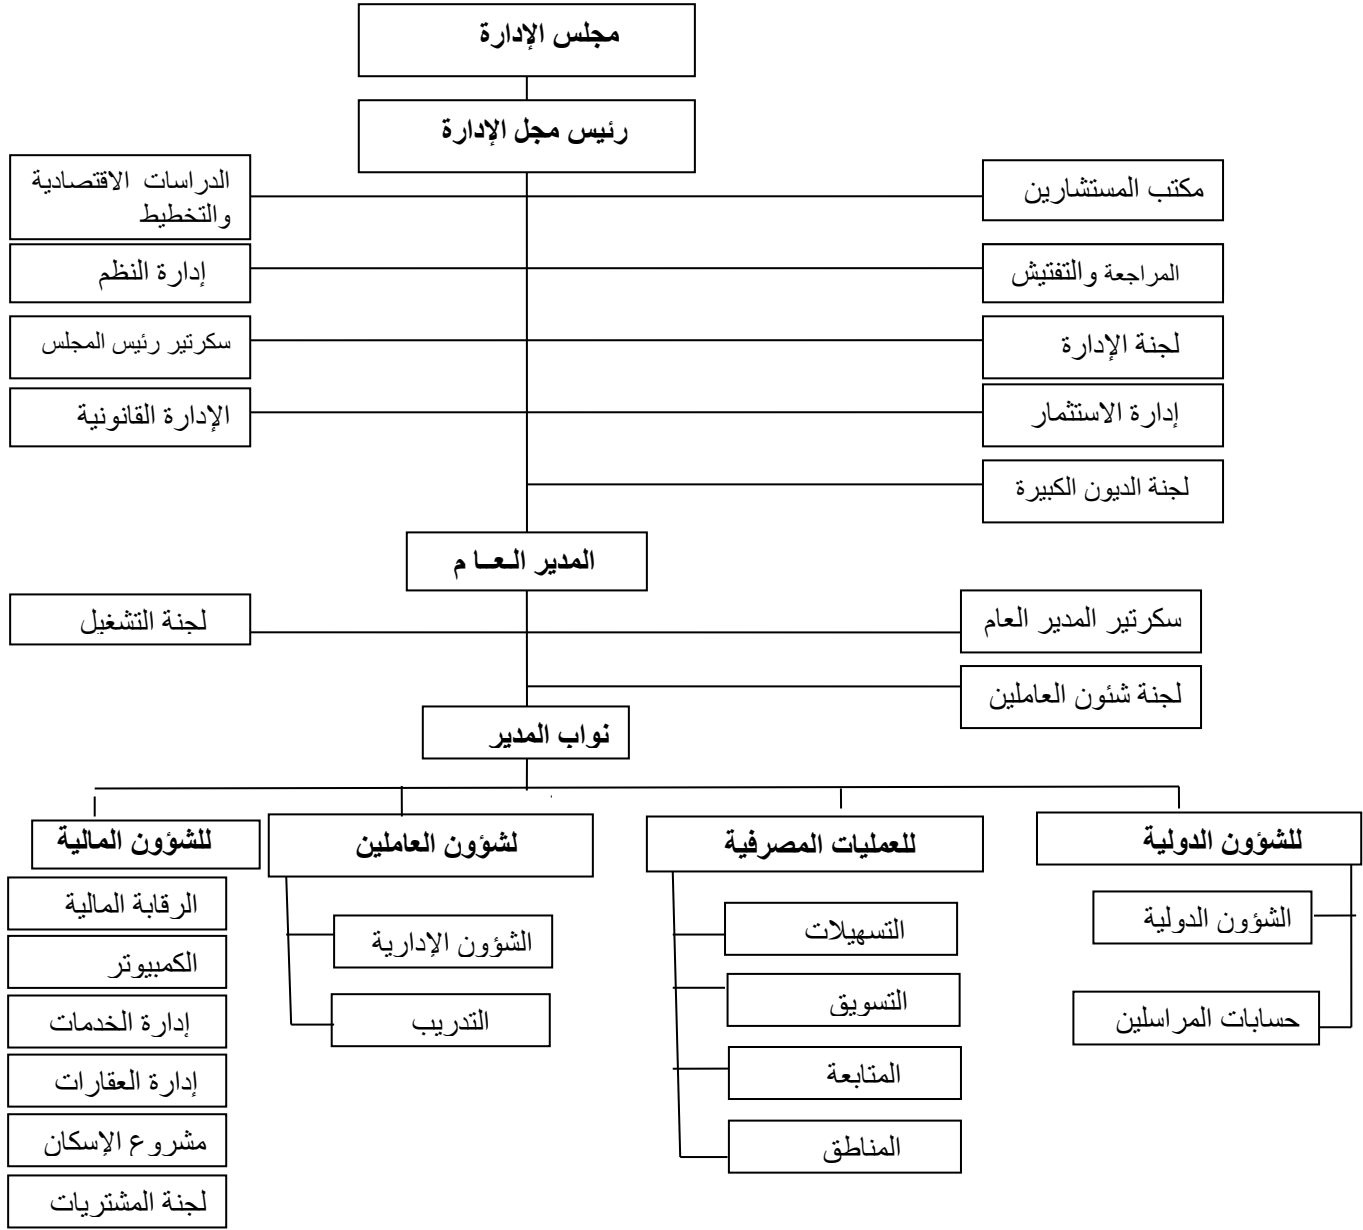 مجلس الإدارة
رئيس مجل الإدارة
مكتب المستشارين
الدراسات الاقتصادية
والتخطيط
المراجعة والتفتيش
إدارة النظم
لجنة الإدارة
سكرتير رئيس المجلس
إدارة الاستثمار
الإدارة القانونية
لجنة الديون الكبيرة
المدير الـعــا م
سكرتير المدير العام
لجنة التشغيل
لجنة شئون العاملين
نواب المدير
للشؤون الدولية
الشؤون الدولية
حسابات المراسلين
للعمليات المصرفية
التسهيلات
التسويق
المتابعة
المناطق
لشؤون العاملين
الشؤون الإدارية
التدريب
للشؤون المالية
الرقابة المالية
الكمبيوتر
إدارة الخدمات
إدارة العقارات
مشروع الإسكان
لجنة المشتريات